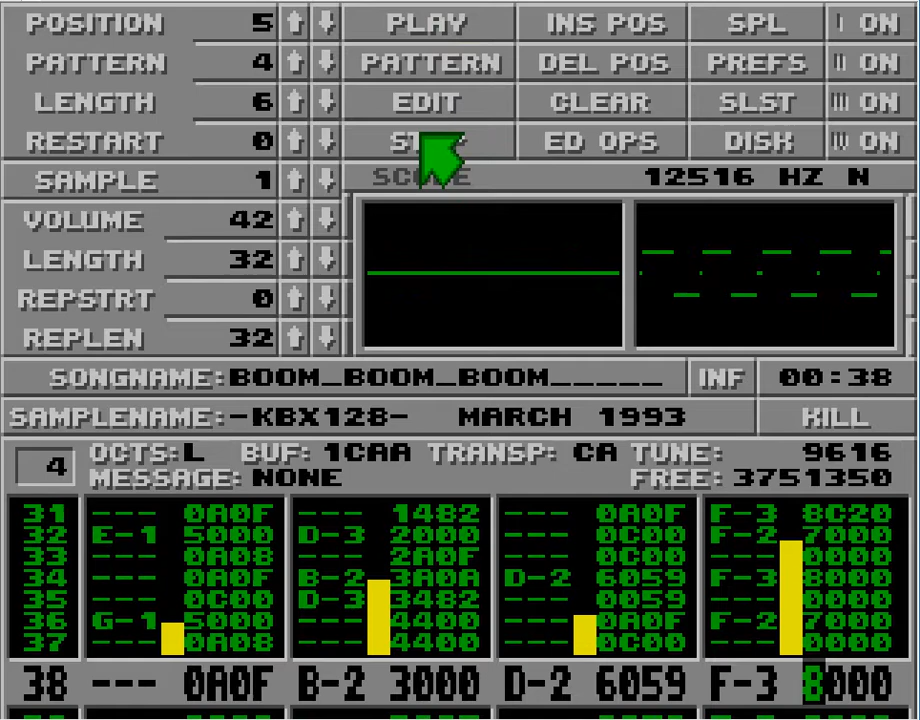 POSITION 5 PLAY INS POS SPL I ON
PATTERN 4 PATTERN DEL POS PREFS II ON
LENGTH 6 EDIT CLEAR SLST III ON
RESTART 0 ED OPS DISK IV ON
SAMPLE 1 12516 HZ N
VOLUME 42
LENGTH 32
REPSTRT 0
REPLEN 32
SONGNAME:BOOM_BOOM_BOOM_____ INF 00:38
SAMPLENAME:-KBX128- MARCH 1993 KILL
4 OCTS:L BUF: 1CAA TRANSP: CA TUNE: 9616
MESSAGE: NONE FREE: 3751350
31 --- 0A0F --- 1482 --- 0A0F F-3 8C20
32 E-1 5000 D-3 2000 --- 0C00 F-2 7000
33 --- 0A08 --- 2A0F --- 0C00 --- 0000
34 --- 0A0F B-2 3A0A D-2 6059 F-3 8000
35 --- 0C00 D-3 3482 --- 0059 --- 0000
36 G-1 5000 --- 4400 --- 0A0F F-2 7000
37 --- 0A08 --- 4400 --- 0C00 --- 0000
38 --- 0A0F B-2 3000 D-2 6059 F-3 8000